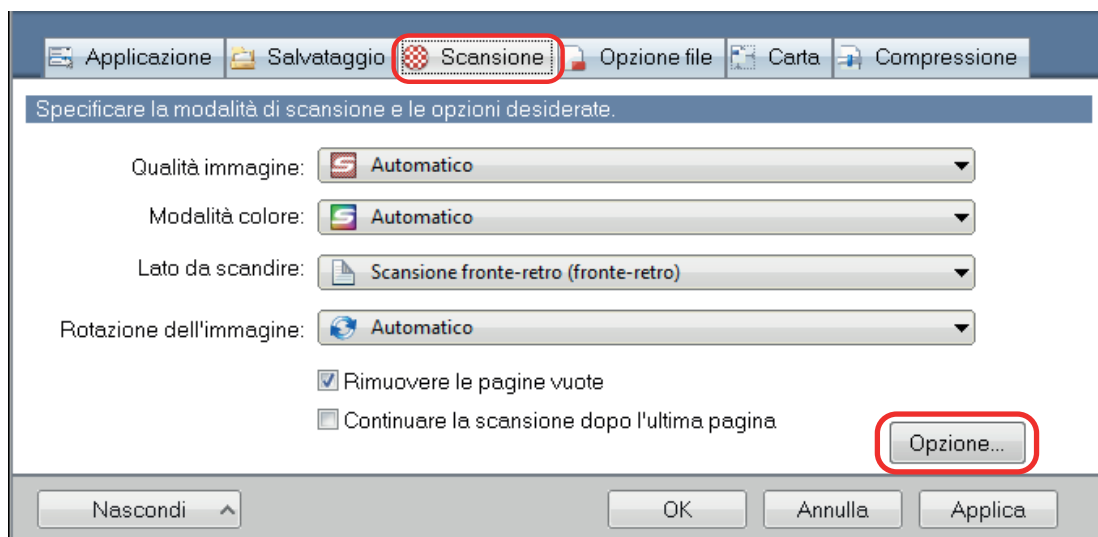 Applicazione Salvataggio Scansione Opzione file Carta Compressione
Specificare la modalità di scansione e le opzioni desiderate.
Qualità immagine: Automatico
Modalità colore: Automatico
Lato da scandire: Scansione fronte-retro (fronte-retro)
Rotazione dell'immagine: Automatico
Rimuovere le pagine vuote
Continuare la scansione dopo l'ultima pagina
Opzione...
Nascondi OK Annulla Applica